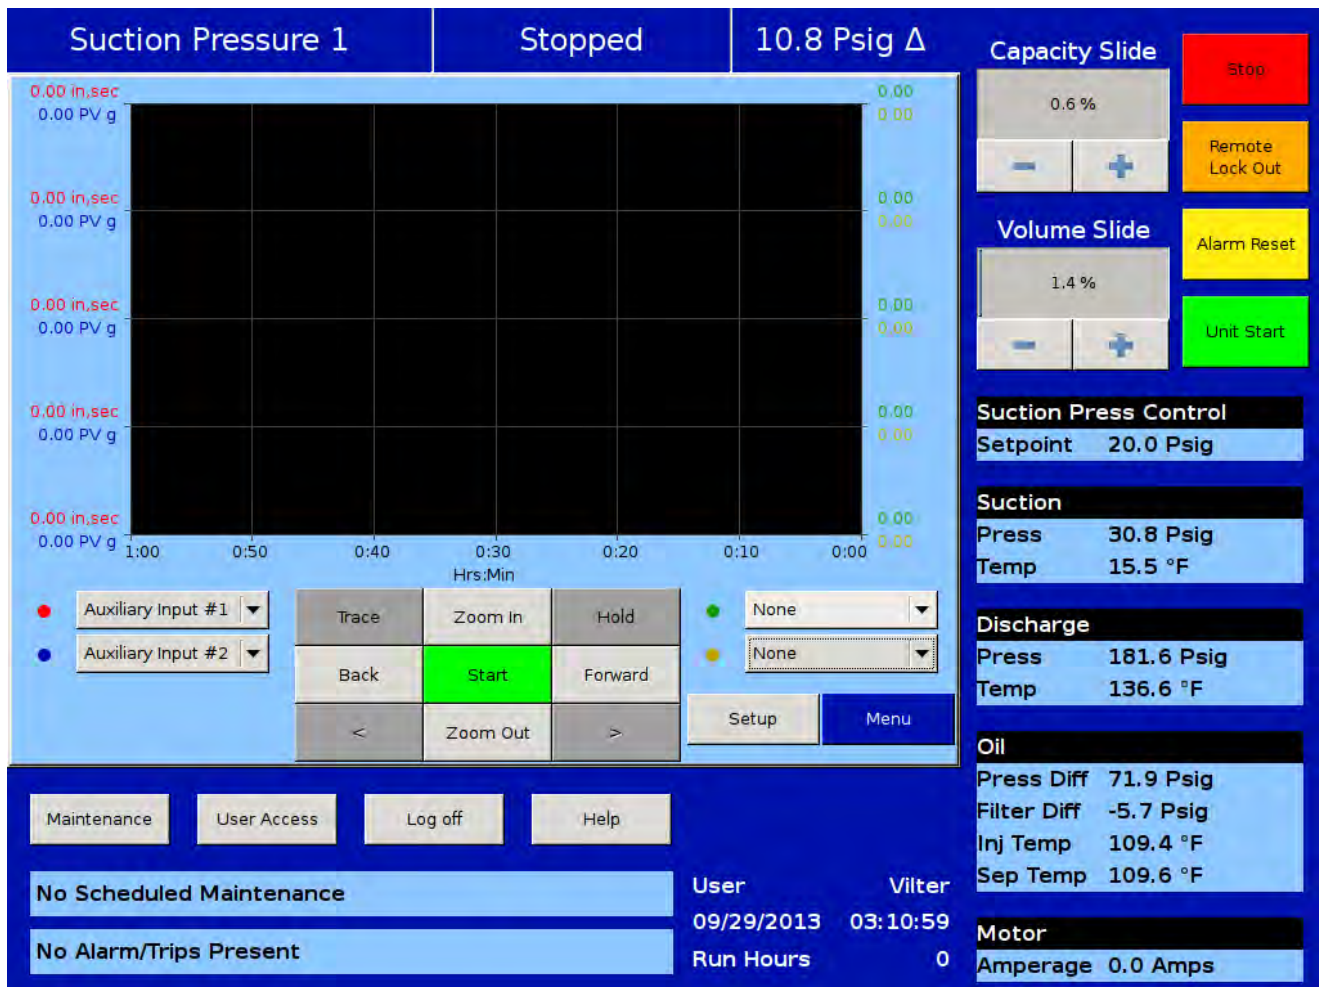 Suction Pressure 1
Stopped
10.8 Psig Δ
0.00 in,sec
0.00 PV g
0.00
0.00
0.00 in,sec
0.00 PV g
0.00
0.00
0.00 in,sec
0.00 PV g
0.00
0.00
0.00 in,sec
0.00 PV g
0.00
0.00
0.00 in,sec
0.00 PV g
0.00
0.00
1:00 0:50 0:40 0:30 0:20 0:10 0:00
Hrs:Min
Auxiliary Input #1
Auxiliary Input #2
Trace
Zoom In
Hold
Back
Start
Forward
<
Zoom Out
>
None
None
Setup
Menu
Maintenance
User Access
Log off
Help
No Scheduled Maintenance
No Alarm/Trips Present
User Vilter
09/29/2013 03:10:59
Run Hours 0
Capacity Slide
0.6 %
Volume Slide
1.4 %
Stop
Remote
Lock Out
Alarm Reset
Unit Start
Suction Press Control
Setpoint 20.0 Psig
Suction
Press 30.8 Psig
Temp 15.5 °F
Discharge
Press 181.6 Psig
Temp 136.6 °F
Oil
Press Diff 71.9 Psig
Filter Diff -5.7 Psig
Inj Temp 109.4 °F
Sep Temp 109.6 °F
Motor
Amperage 0.0 Amps